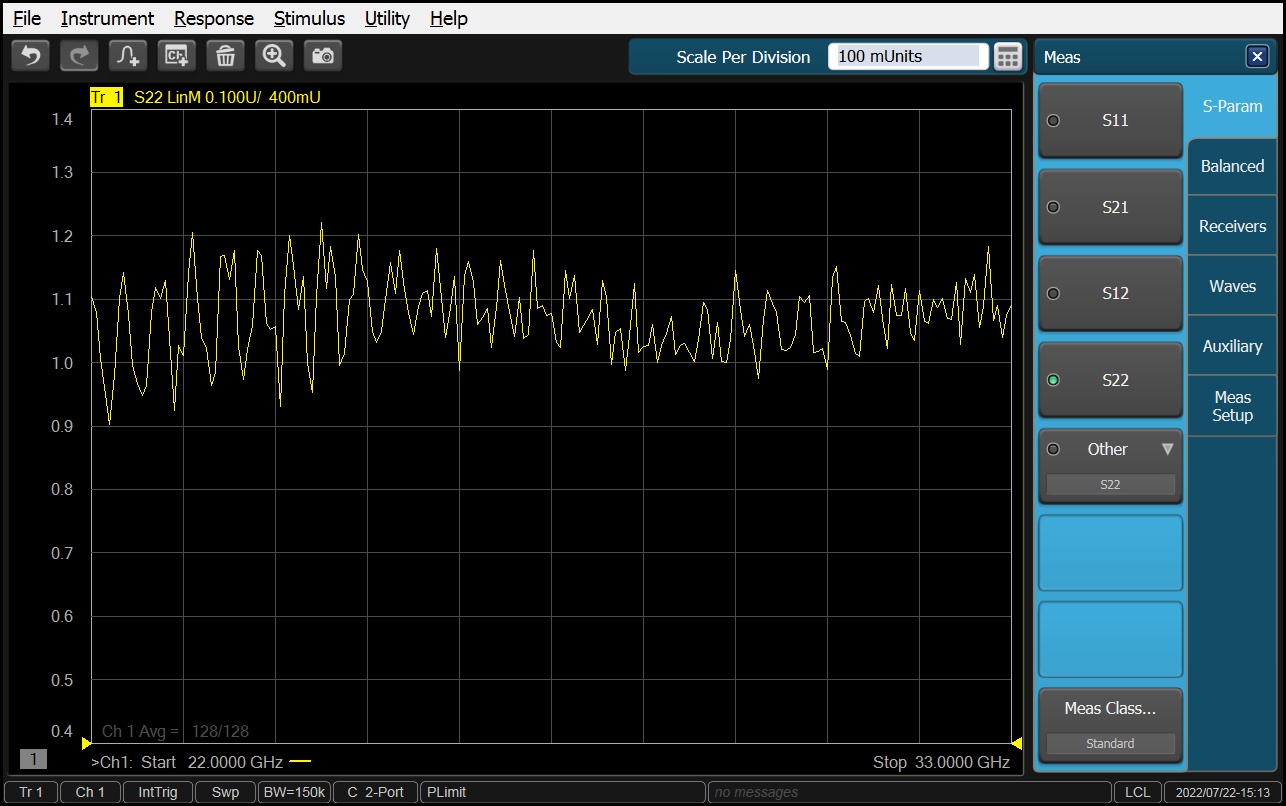 File Instrument Response Stimulus Utility Help
Ch
Scale Per Division 100 mUnits
Meas
Tr 1 S22 LinM 0.100U/ 400mU
1.4
1.3
1.2
1.1
1.0
0.9
0.8
0.7
0.6
0.5
0.4
Ch 1 Avg = 128/128
1
>Ch1: Start 22.0000 GHz
Stop 33.0000 GHz
S11
S21
S12
S22
Other
S22
Meas Class...
Standard
S-Param
Balanced
Receivers
Waves
Auxiliary
Meas
Setup
Tr 1 Ch 1 IntTrig Swp BW=150k C 2-Port PLimit no messages LCL 2022/07/22-15:13